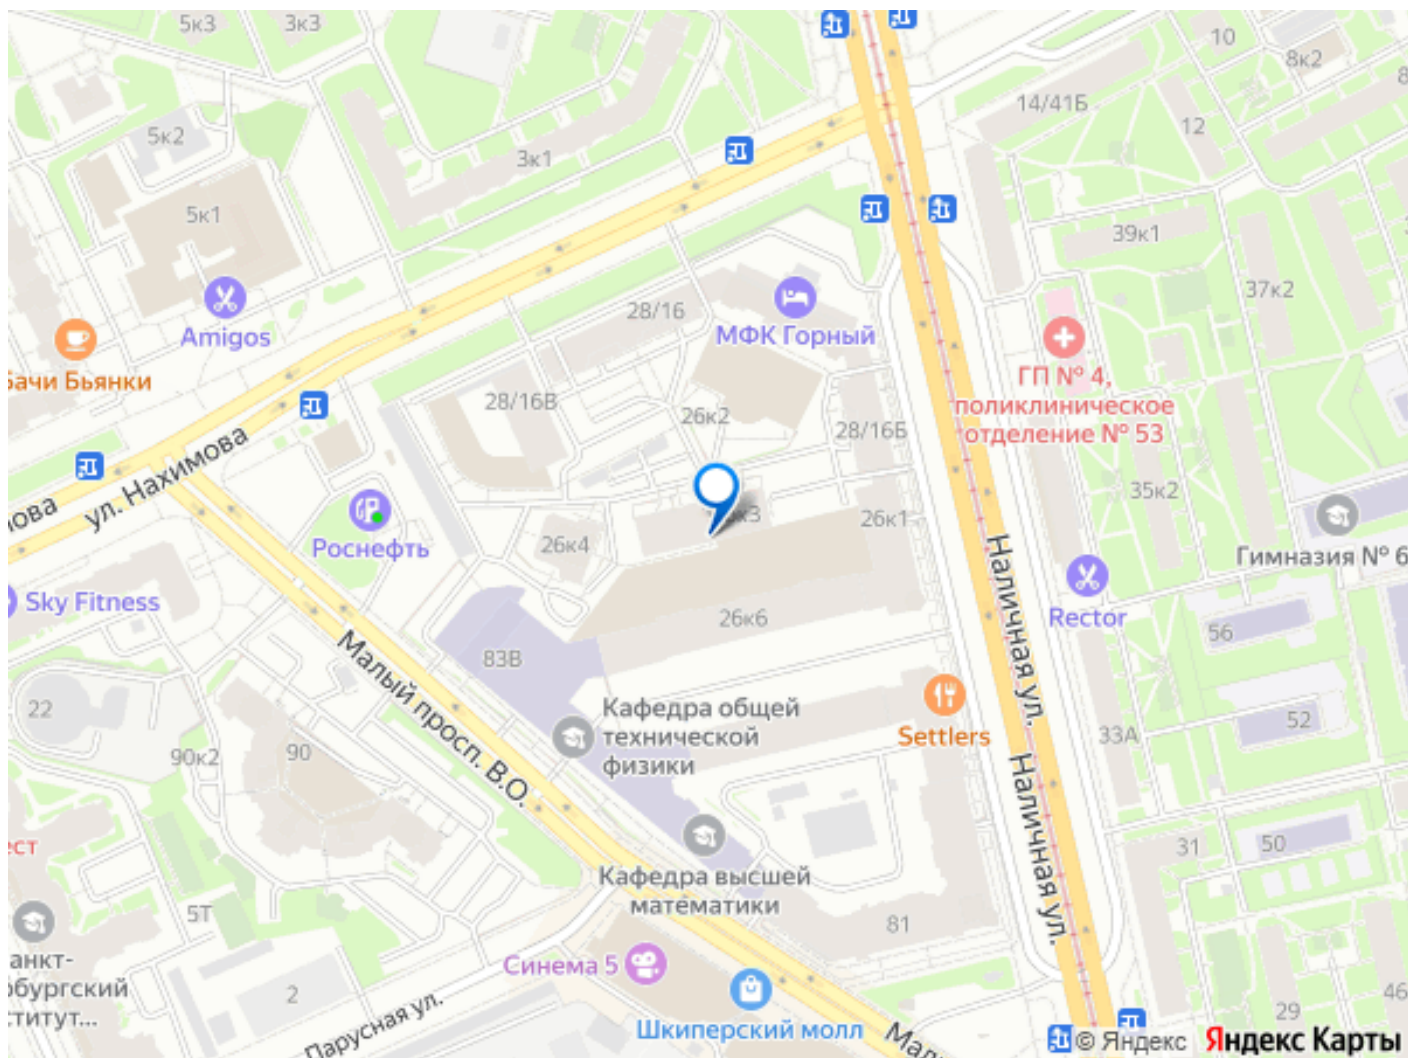 5к3
3к3
10
8к2
14/41Б
12
5к2
3к1
5к1
39к1
37к2
28/16
Amigos
МФК Горный
бачи Бьянки
ГП № 4,
поликлиническое
отделение № 53
28/16В
26к2
28/16Б
ул. Нахимова
35к2
26к1
Роснефть
26к4
Гимназия № 6
Наличная ул.
Sky Fitness
Rector
26к6
56
83В
Малый просп. В.О.
22
Кафедра общей
технической
физики
Settlers
52
33А
90к2
90
Наличная ул.
31
50
Кафедра высшей
математики
5Т
81
анкт-
бургский
ститут...
Синема 5
2
Парусная ул.
Шкиперский молл
46
29
© Яндекс
Яндекс Карты